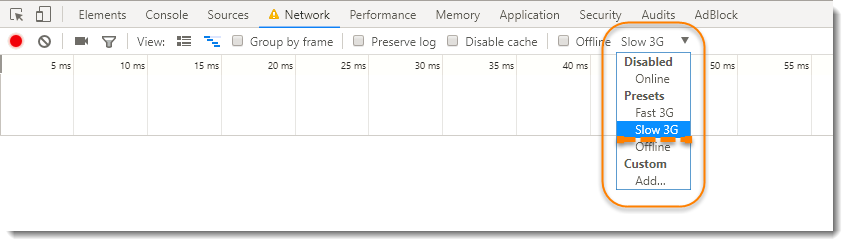 Elements Sources Network Performance Memory Application Security Audits AdBlock
View: Group by frame Preserve log Disable cache Offline Slow 3G
5 ms 10 ms 15 ms 20 ms 25 ms 30 ms 35 ms 40 ms 50 ms 55 ms
Disabled
Online
Presets
Fast 3G
Slow 3G
Offline
Custom
Add...